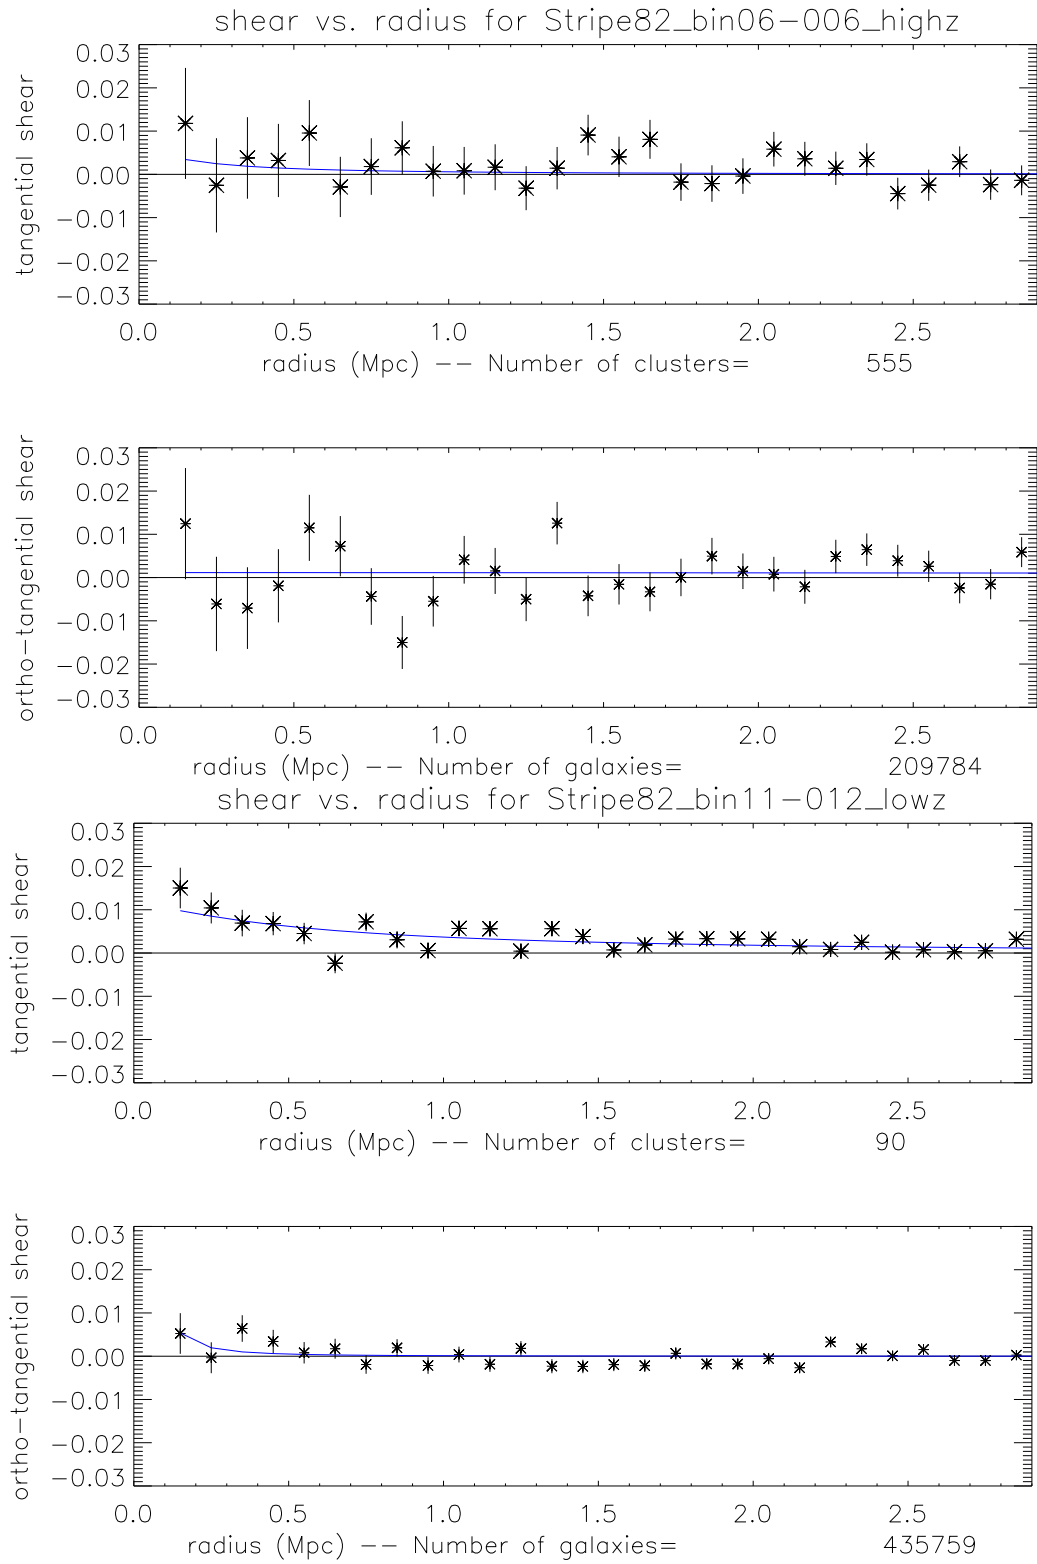 shear vs. radius for Stripe82_bin06-006_highz
tangential shear
0.03
0.02
0.01
0.00
-0.01
-0.02
-0.03
0.0 0.5 1.0 1.5 2.0 2.5
radius (Mpc) -- Number of clusters= 555
ortho-tangential shear
0.03
0.02
0.01
0.00
-0.01
-0.02
-0.03
0.0 0.5 1.0 1.5 2.0 2.5
radius (Mpc) -- Number of galaxies= 209784
shear vs. radius for Stripe82_bin11-012_lowz
tangential shear
0.03
0.02
0.01
0.00
-0.01
-0.02
-0.03
0.0 0.5 1.0 1.5 2.0 2.5
radius (Mpc) -- Number of clusters= 90
ortho-tangential shear
0.03
0.02
0.01
0.00
-0.01
-0.02
-0.03
0.0 0.5 1.0 1.5 2.0 2.5
radius (Mpc) -- Number of galaxies= 435759